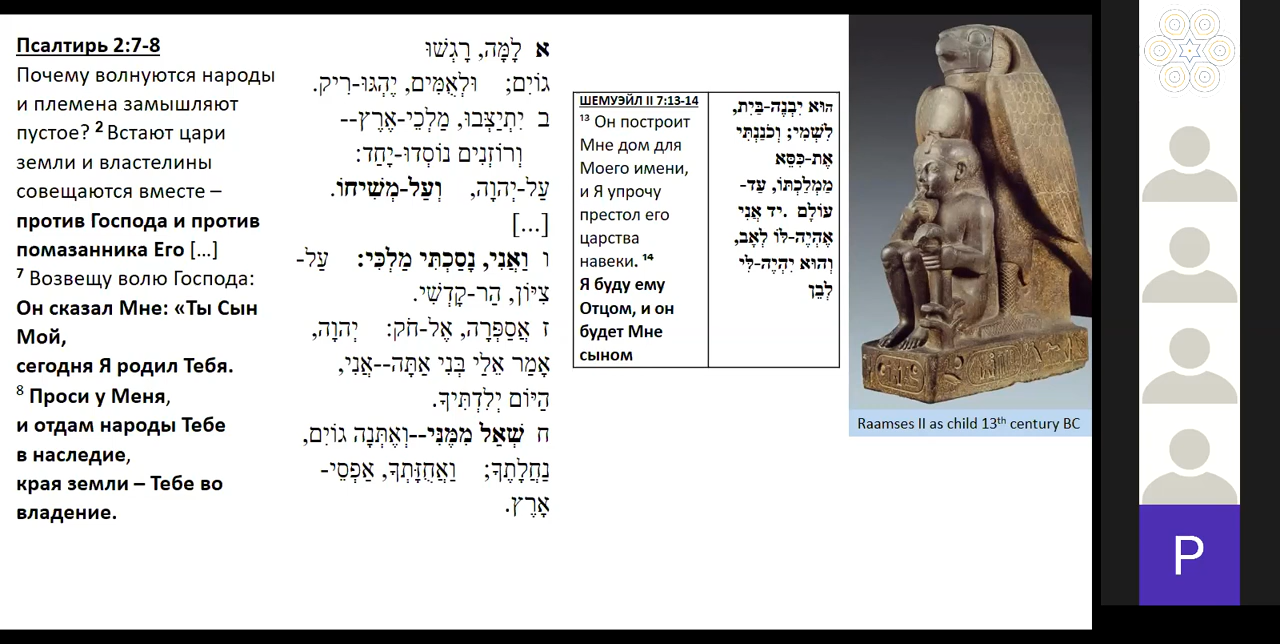 Псалтирь 2:7-8
Почему волнуются народы
и племена замышляют
пустое? ² Встают цари
земли и властелины
совещаются вместе –
против Господа и против
помазанника Его [...]
⁷ Возвещу волю Господа:
Он сказал Мне: «Ты Сын
Мой,
сегодня Я родил Тебя.
⁸ Проси у Меня,
и отдам народы Тебе
в наследие,
края земли – Тебе во
владение.
א לָמָּה, רָגְשׁוּ
גוֹיִם; וּלְאֻמִּים, יֶהְגּוּ-רִיק.
ב יִתְיַצְּבוּ, מַלְכֵי-אֶרֶץ--
וְרוֹזְנִים נוֹסְדוּ-יָחַד:
עַל-יְהוָה, וְעַל-מְשִׁיחוֹ.
[...]
ו וַאֲנִי, נָסַכְתִּי מַלְכִּי: עַל-
צִיּוֹן, הַר-קָדְשִׁי.
ז אֲסַפְּרָה, אֶל-חֹק: יְהוָה,
אָמַר אֵלַי בְּנִי אַתָּה--אֲנִי,
הַיּוֹם יְלִדְתִּיךָ.
ח שְׁאַל מִמֶּנִּי--וְאֶתְּנָה גוֹיִם,
נַחֲלָתֶךָ; וַאֲחֻזָּתְךָ, אַפְסֵי-
אָרֶץ.
ШЕМУЭЙЛ II 7:13-14
¹³ Он построит
Мне дом для
Моего имени,
и Я упрочу
престол его
царства
навеки. ¹⁴
Я буду ему
Отцом, и он
будет Мне
сыном
הוּא יִבְנֶה-בַּיִת,
לִשְׁמִי; וְכֹנַנְתִּי
אֶת-כִּסֵּא
מַמְלַכְתּוֹ, עַד-
עוֹלָם .יד אֲנִי
אֶהְיֶה-לּוֹ לְאָב,
וְהוּא יִהְיֶה-לִּי
לְבֵן
Raamses II as child 13th century BC
P